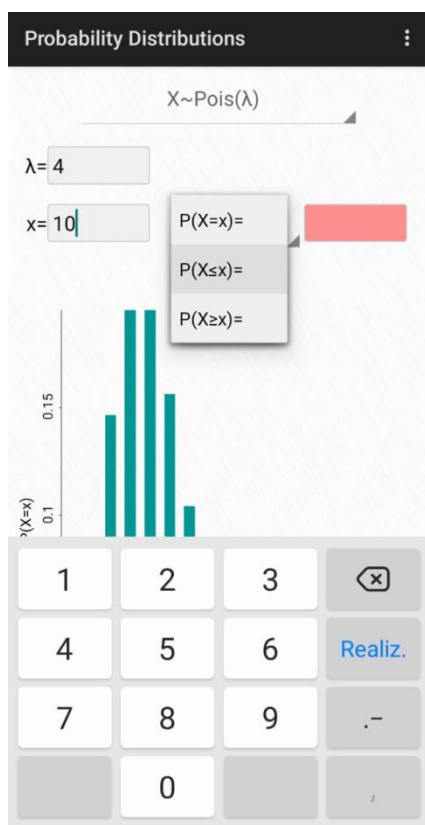 Probability Distributions
X~Pois(λ)
λ= 4
x= 10
P(X=x)=
P(X≤x)=
P(X≥x)=
0.15
0.1
P(X=x)
1 2 3
4 5 6 Realiz.
7 8 9 .–
0 ,